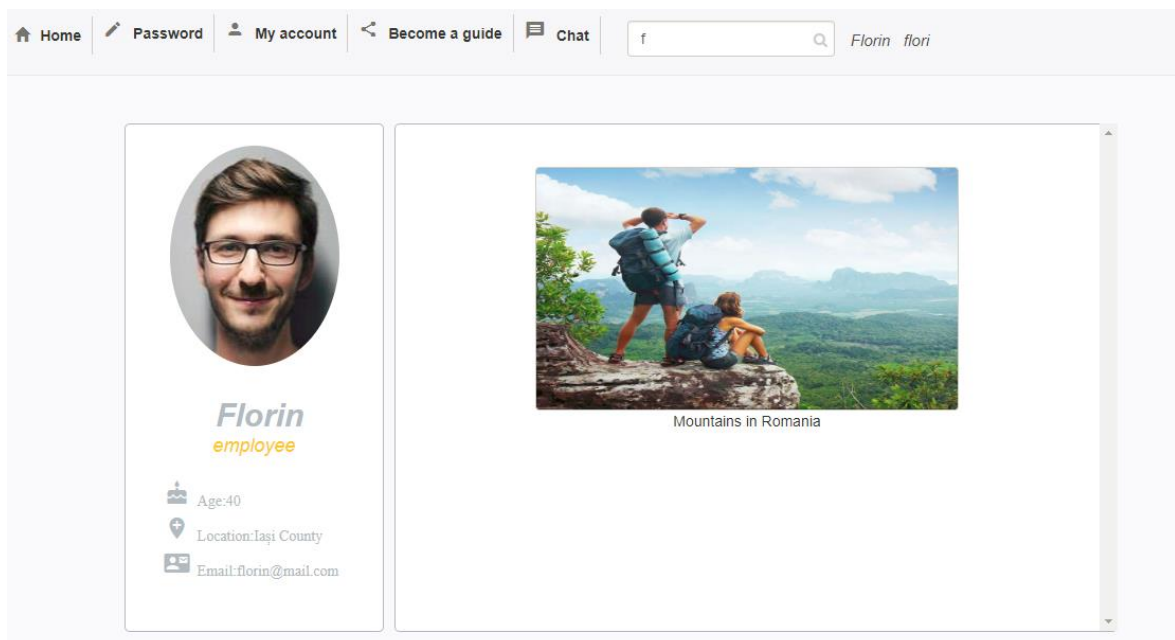 Home Password My account Become a guide Chat f Florin flori
Florin
employee
Age:40
Location:Iași County
Email:florin@mail.com
Mountains in Romania